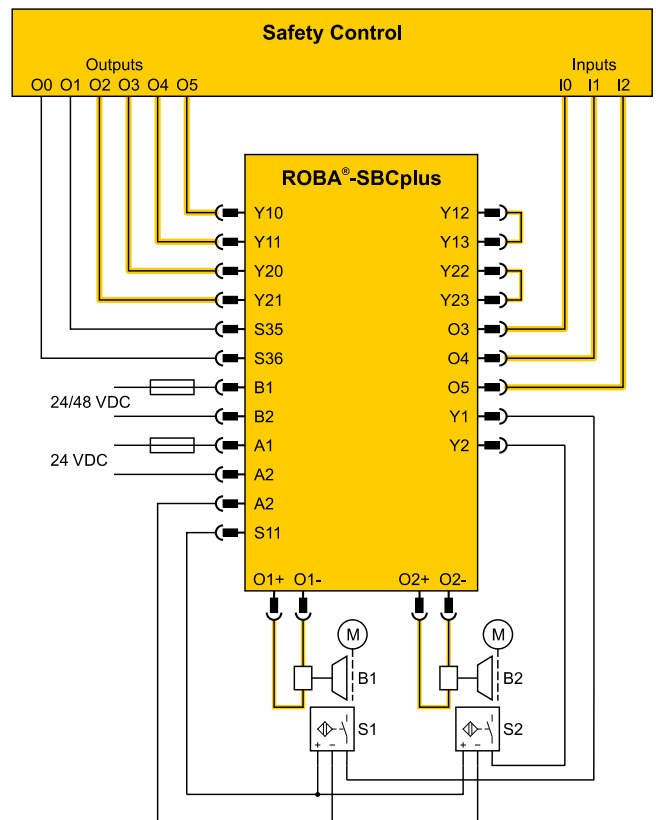 Safety Control
Outputs
Inputs
O0 O1 O2 O3 O4 O5
I0 I1 I2
ROBA®-SBCplus
Y10
Y12
Y11
Y13
Y20
Y22
Y21
Y23
S35
O3
S36
O4
B1
O5
24/48 VDC
B2
Y1
A1
Y2
24 VDC
A2
A2
S11
O1+ O1-
O2+ O2-
M
M
B1
B2
S1
S2
+ −
+ −